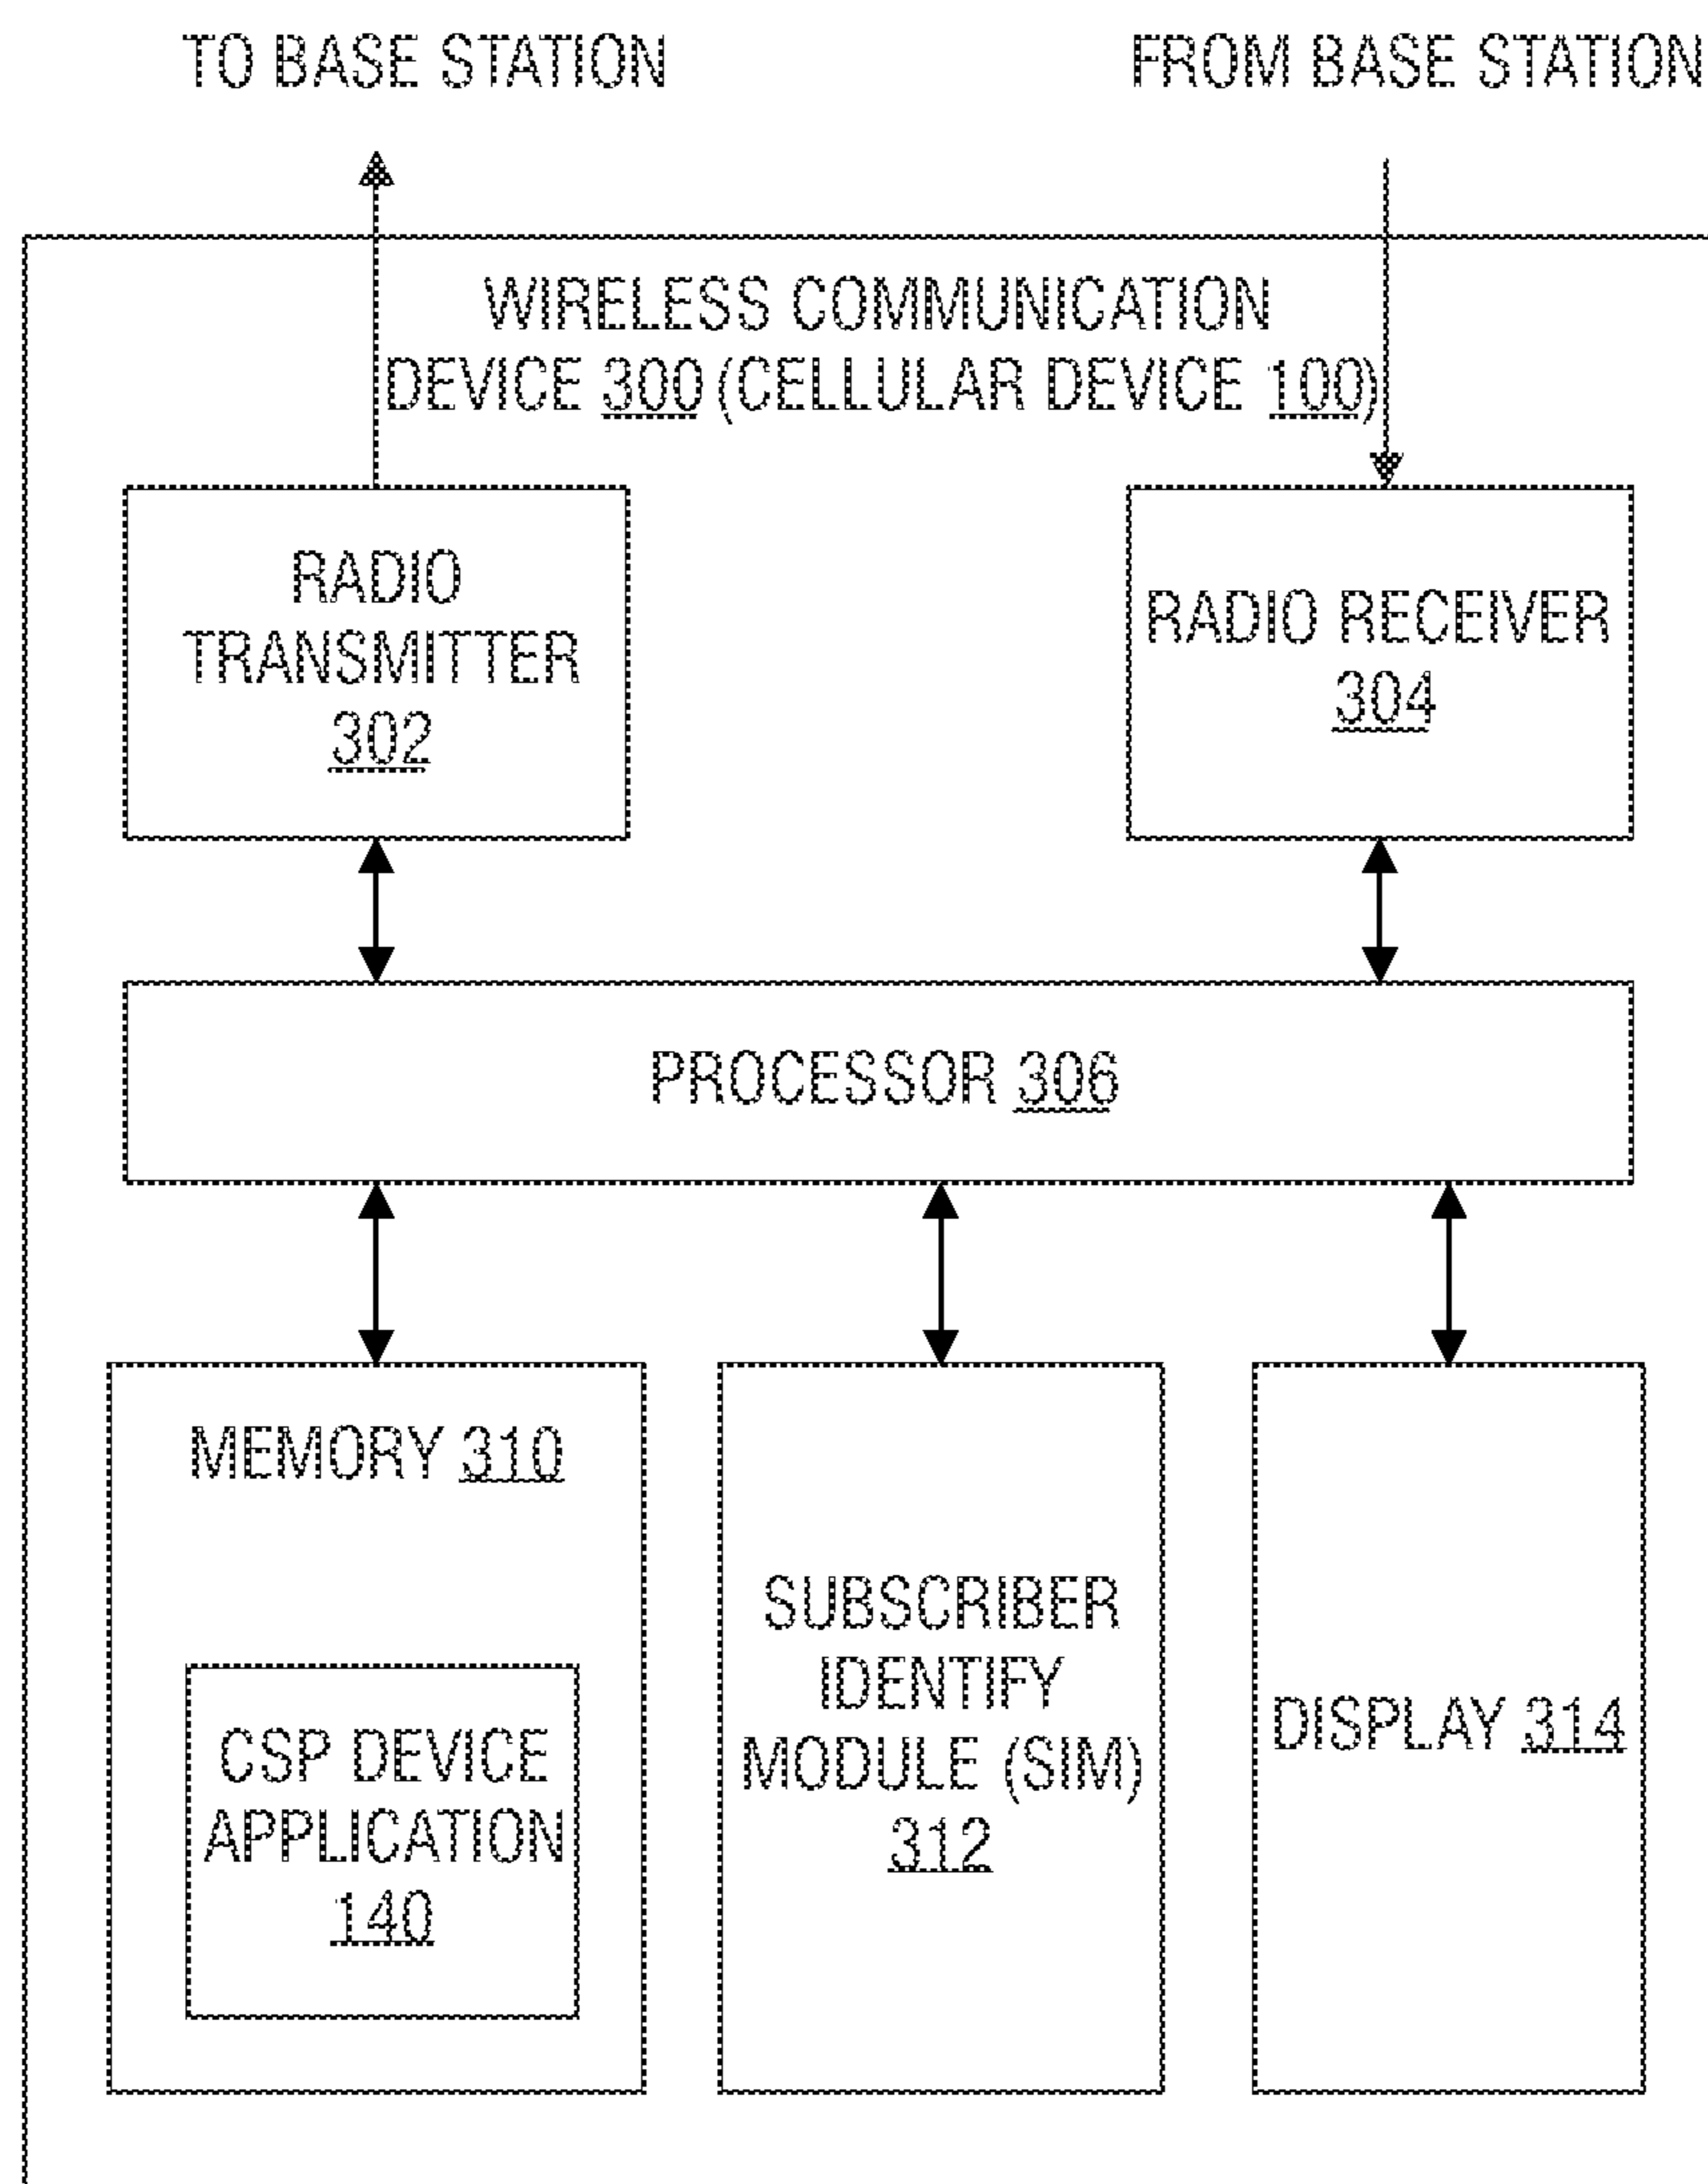 TO BASE STATION
FROM BASE STATION
WIRELESS COMMUNICATION
DEVICE 300 (CELLULAR DEVICE 100)
RADIO
TRANSMITTER
302
RADIO RECEIVER
304
PROCESSOR 306
MEMORY 310
CSP DEVICE
APPLICATION
140
SUBSCRIBER
IDENTIFY
MODULE (SIM)
312
DISPLAY 314